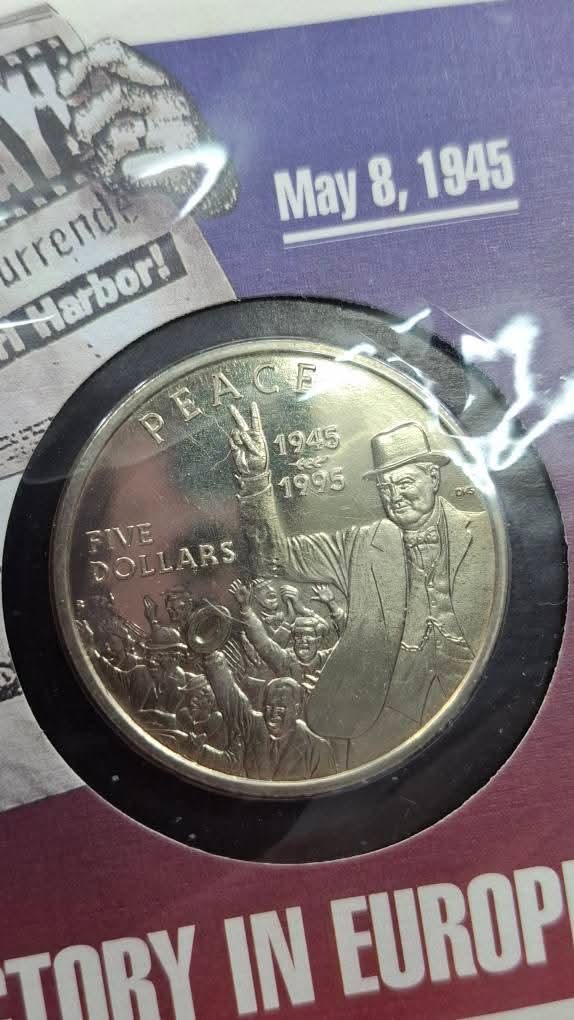 urrende
Harbor!
May 8, 1945
PEACE
1945
1995
FIVE
DOLLARS
CTORY IN EUROP